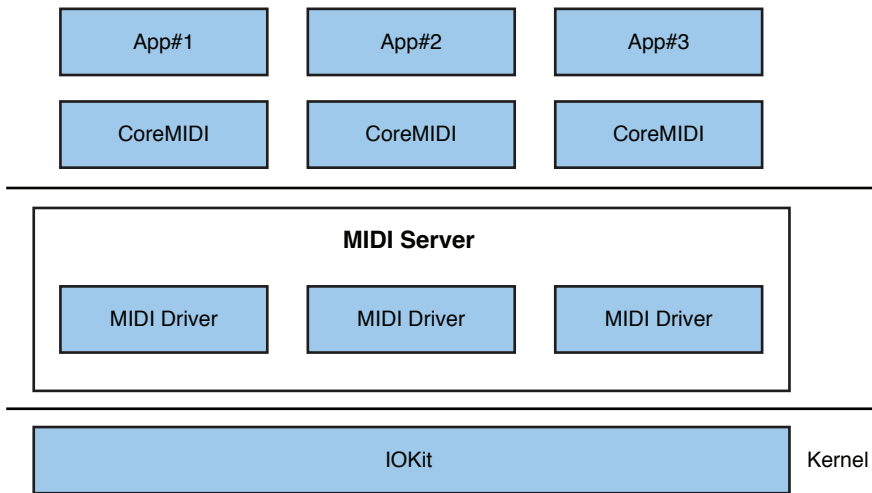 App#1
App#2
App#3
CoreMIDI
CoreMIDI
CoreMIDI
MIDI Server
MIDI Driver
MIDI Driver
MIDI Driver
IOKit
Kernel